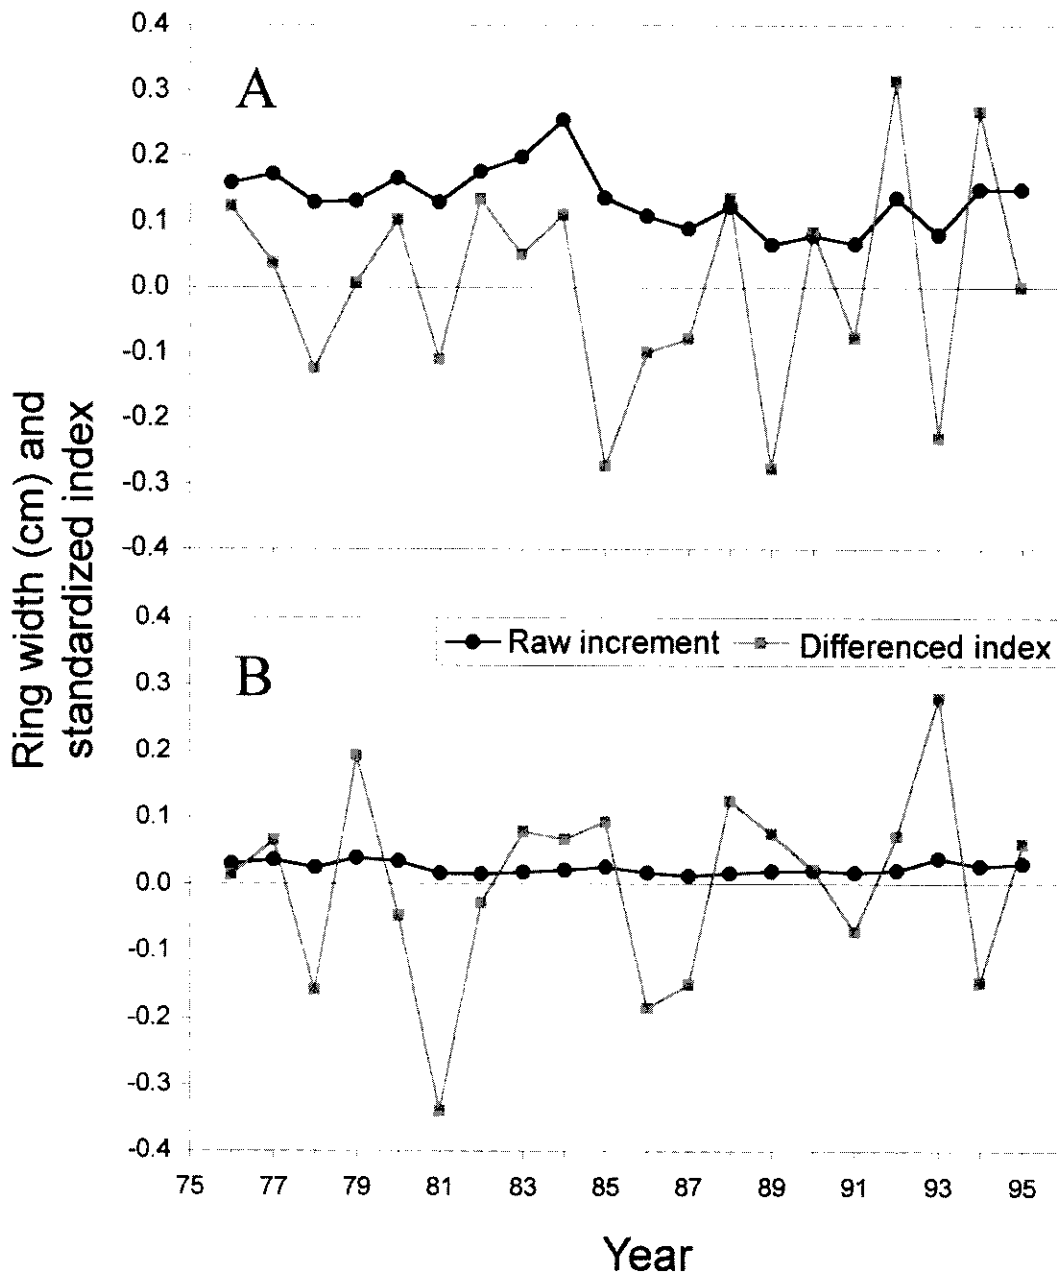 0.4
0.3
A
0.2
0.1
0.0
-0.1
-0.2
-0.3
-0.4
Ring width (cm) and
standardized index
0.4
Raw increment Differenced index
0.3
B
0.2
0.1
0.0
-0.1
-0.2
-0.3
-0.4
75 77 79 81 83 85 87 89 91 93 95
Year